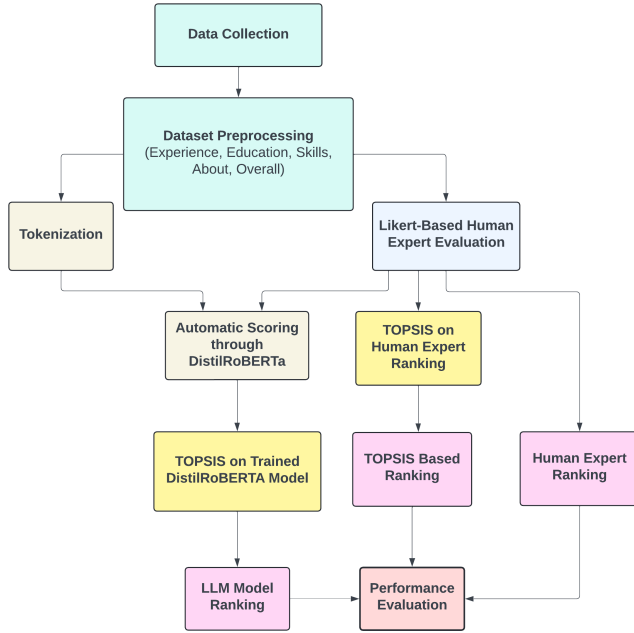 Data Collection
Dataset Preprocessing
(Experience, Education, Skills,
About, Overall)
Tokenization
Likert-Based Human
Expert Evaluation
Automatic Scoring
through
DistilRoBERTa
TOPSIS on
Human Expert
Ranking
TOPSIS on Trained
DistilRoBERTA Model
TOPSIS Based
Ranking
Human Expert
Ranking
LLM Model
Ranking
Performance
Evaluation